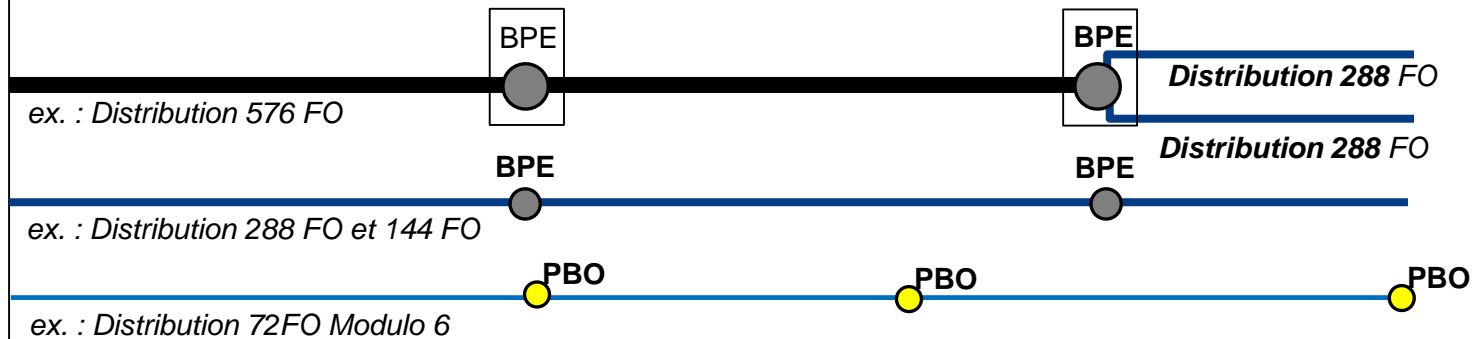 BPE
BPE
Distribution 288 FO
ex. : Distribution 576 FO
Distribution 288 FO
BPE
BPE
ex. : Distribution 288 FO et 144 FO
PBO
PBO
PBO
ex. : Distribution 72FO Modulo 6